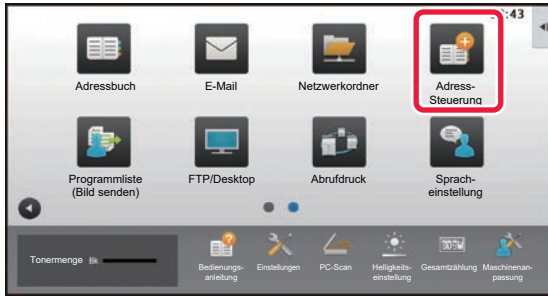 :43
Adressbuch
E-Mail
Netzwerkordner
Adress-
Steuerung
Programmliste
(Bild senden)
FTP/Desktop
Abrufdruck
Sprach-
einstellung
Tonermenge Bk
Bedienungs-
anleitung
Einstellungen
PC-Scan
Helligkeits-
einstellung
Gesamtzählung
Maschinenan-
passung